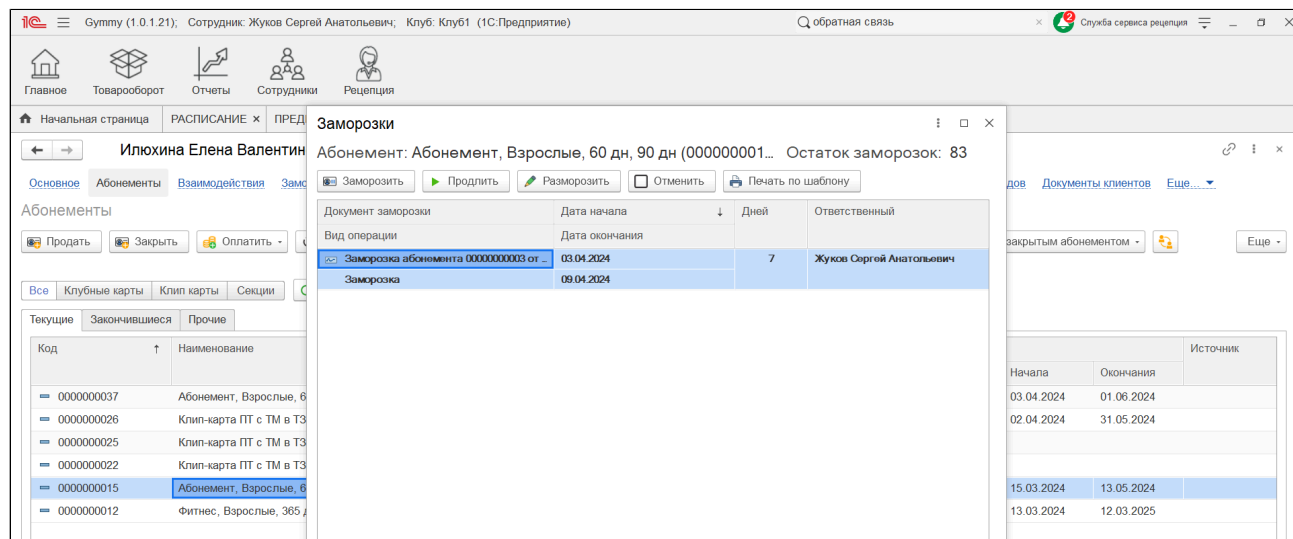 Gymmy (1.0.1.21); Сотрудник: Жуков Сергей Анатольевич; Клуб: Клуб1 (1С:Предприятие) обратная связь 2 Служба сервиса рецепция
Главное Товарооборот Отчеты Сотрудники Рецепция
Начальная страница РАСПИСАНИЕ × ПРЕД
Заморозки
Илюхина Елена Валентин
Абонемент: Абонемент, Взрослые, 60 дн, 90 дн (000000001... Остаток заморозок: 83
Основное Абонементы Взаимодействия Замо
Заморозить Продлить Разморозить Отменить Печать по шаблону
дов Документы клиентов Еще...
Абонементы
Документ заморозки Дата начала ↓ Дней Ответственный
Вид операции Дата окончания
Продать Закрыть Оплатить
закрытым абонементом Еще
Заморозка абонемента 00000000003 от ... 03.04.2024 7 Жуков Сергей Анатольевич
Заморозка 09.04.2024
Все Клубные карты Клип карты Секции
Текущие Закончившиеся Прочие
Код ↑ Наименование Источник
Начала Окончания
0000000037 Абонемент, Взрослые, 6 03.04.2024 01.06.2024
0000000026 Клип-карта ПТ с ТМ в ТЗ 02.04.2024 31.05.2024
0000000025 Клип-карта ПТ с ТМ в ТЗ
0000000022 Клип-карта ПТ с ТМ в ТЗ
0000000015 Абонемент, Взрослые, 6 15.03.2024 13.05.2024
0000000012 Фитнес, Взрослые, 365 13.03.2024 12.03.2025